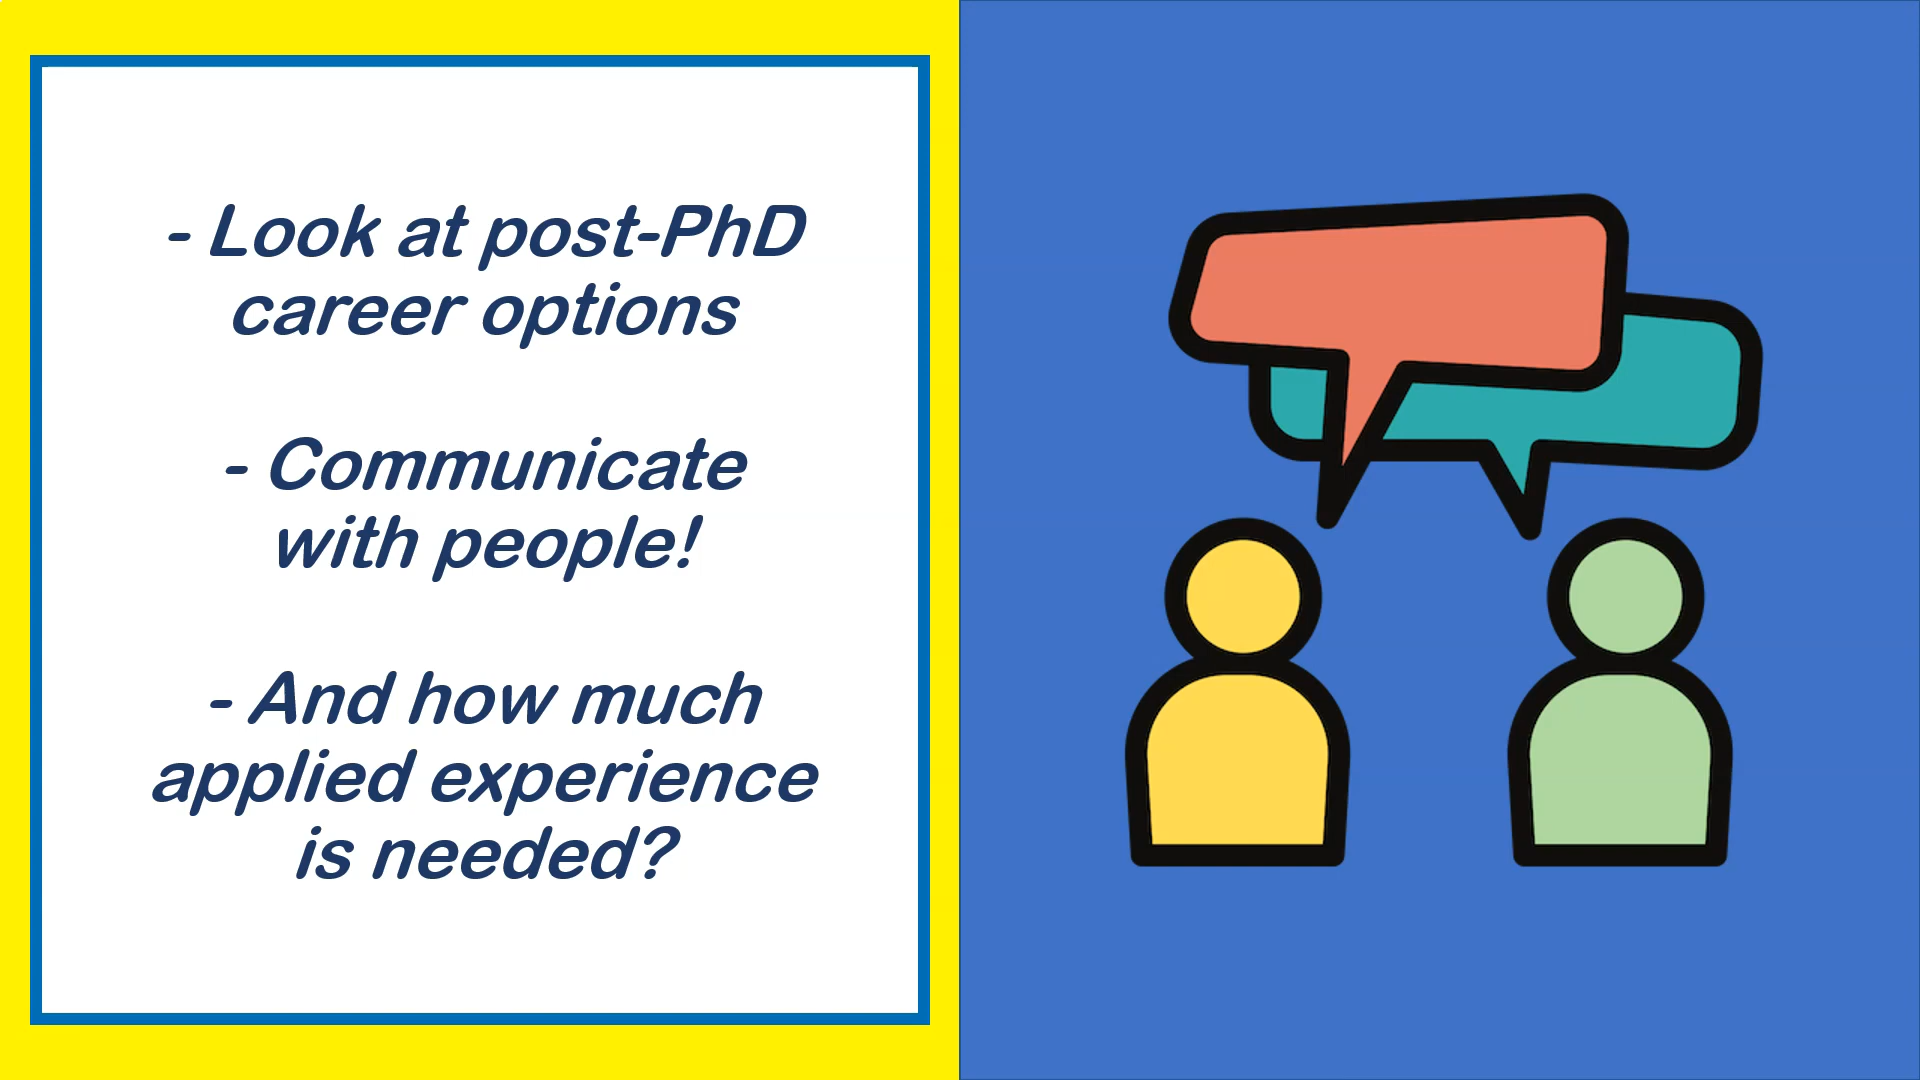 - Look at post-PhD
career options
- Communicate
with people!
- And how much
applied experience
is needed?